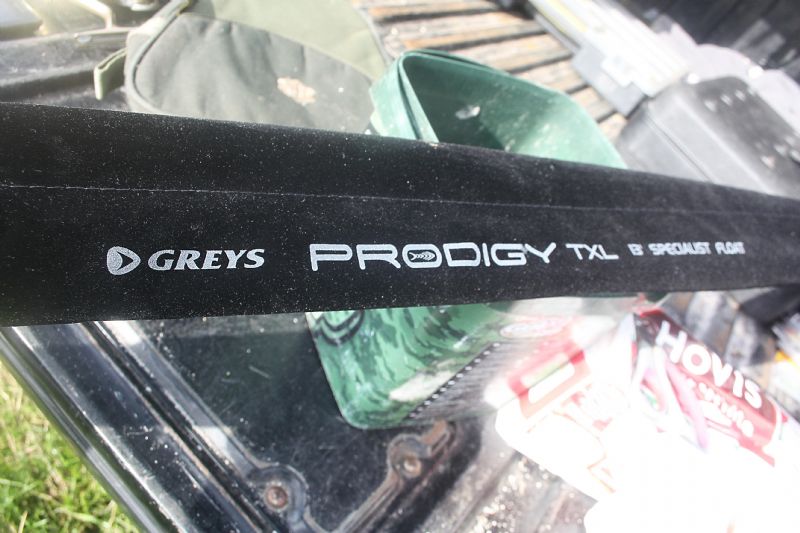 GREYS PRODIGY TXL 13' SPECIALIST FLOAT
HOVIS